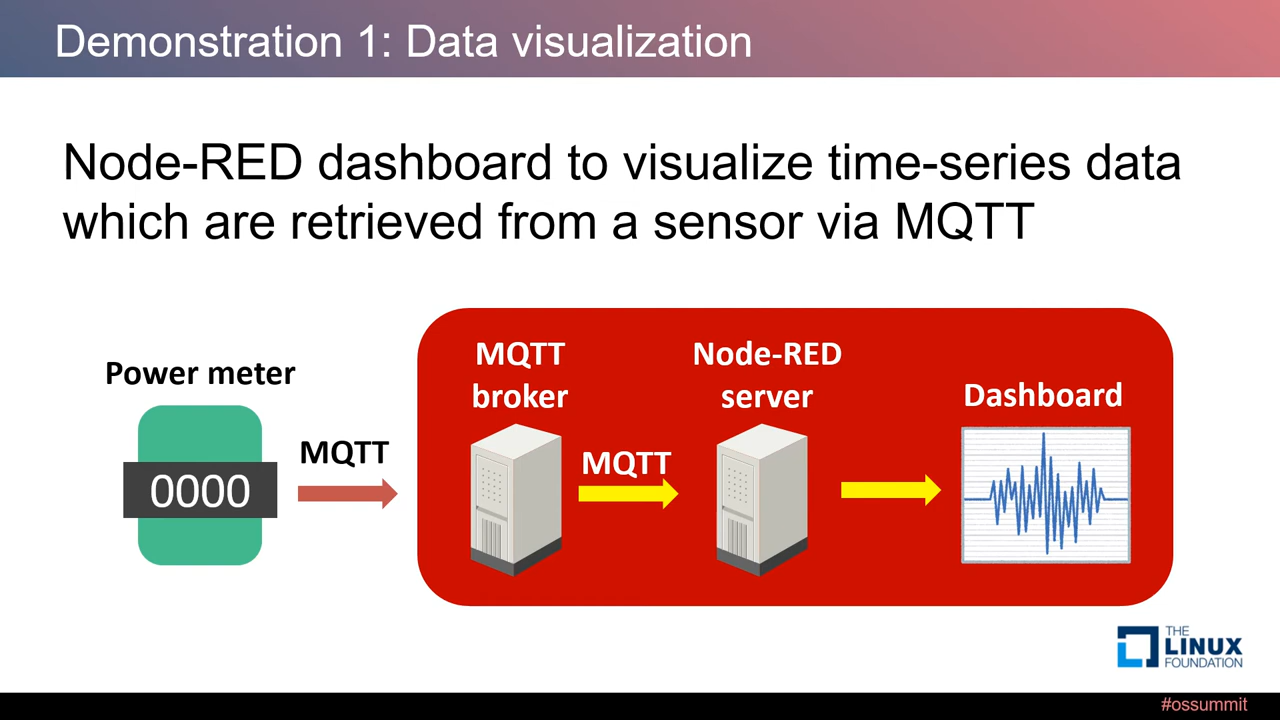 Demonstration 1: Data visualization
Node-RED dashboard to visualize time-series data
which are retrieved from a sensor via MQTT
Power meter
0000
MQTT
MQTT
broker
MQTT
Node-RED
server
Dashboard
THE
LINUX
FOUNDATION
#ossummit